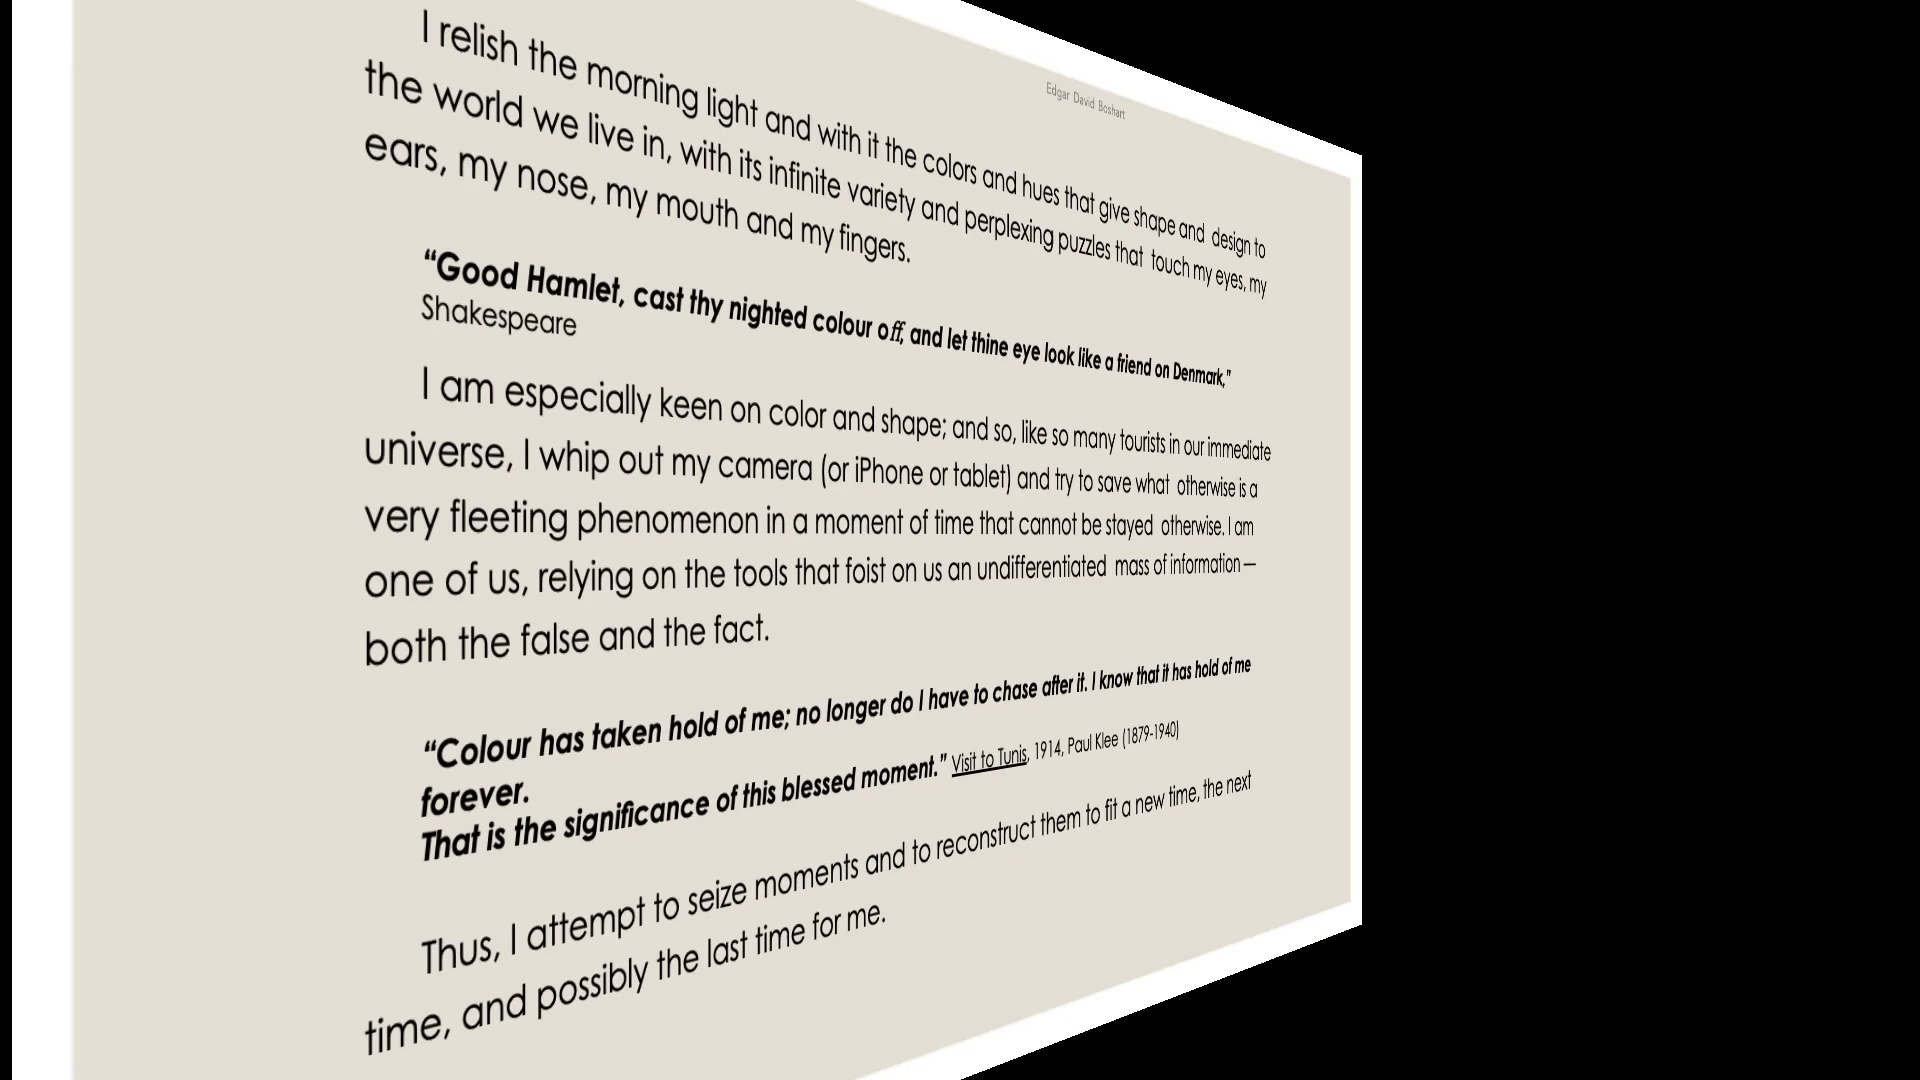 Edgar David Boshart
I relish the morning light and with it the colors and hues that give shape and design to
the world we live in, with its infinite variety and perplexing puzzles that touch my eyes, my
ears, my nose, my mouth and my fingers.
“Good Hamlet, cast thy nighted colour off, and let thine eye look like a friend on Denmark,”
Shakespeare
I am especially keen on color and shape; and so, like so many tourists in our immediate
universe, I whip out my camera (or iPhone or tablet) and try to save what otherwise is a
very fleeting phenomenon in a moment of time that cannot be stayed otherwise. I am
one of us, relying on the tools that foist on us an undifferentiated mass of information —
both the false and the fact.
“Colour has taken hold of me; no longer do I have to chase after it. I know that it has hold of me
forever.
That is the significance of this blessed moment.” Visit to Tunis, 1914, Paul Klee (1879-1940)
Thus, I attempt to seize moments and to reconstruct them to fit a new time, the next
time, and possibly the last time for me.